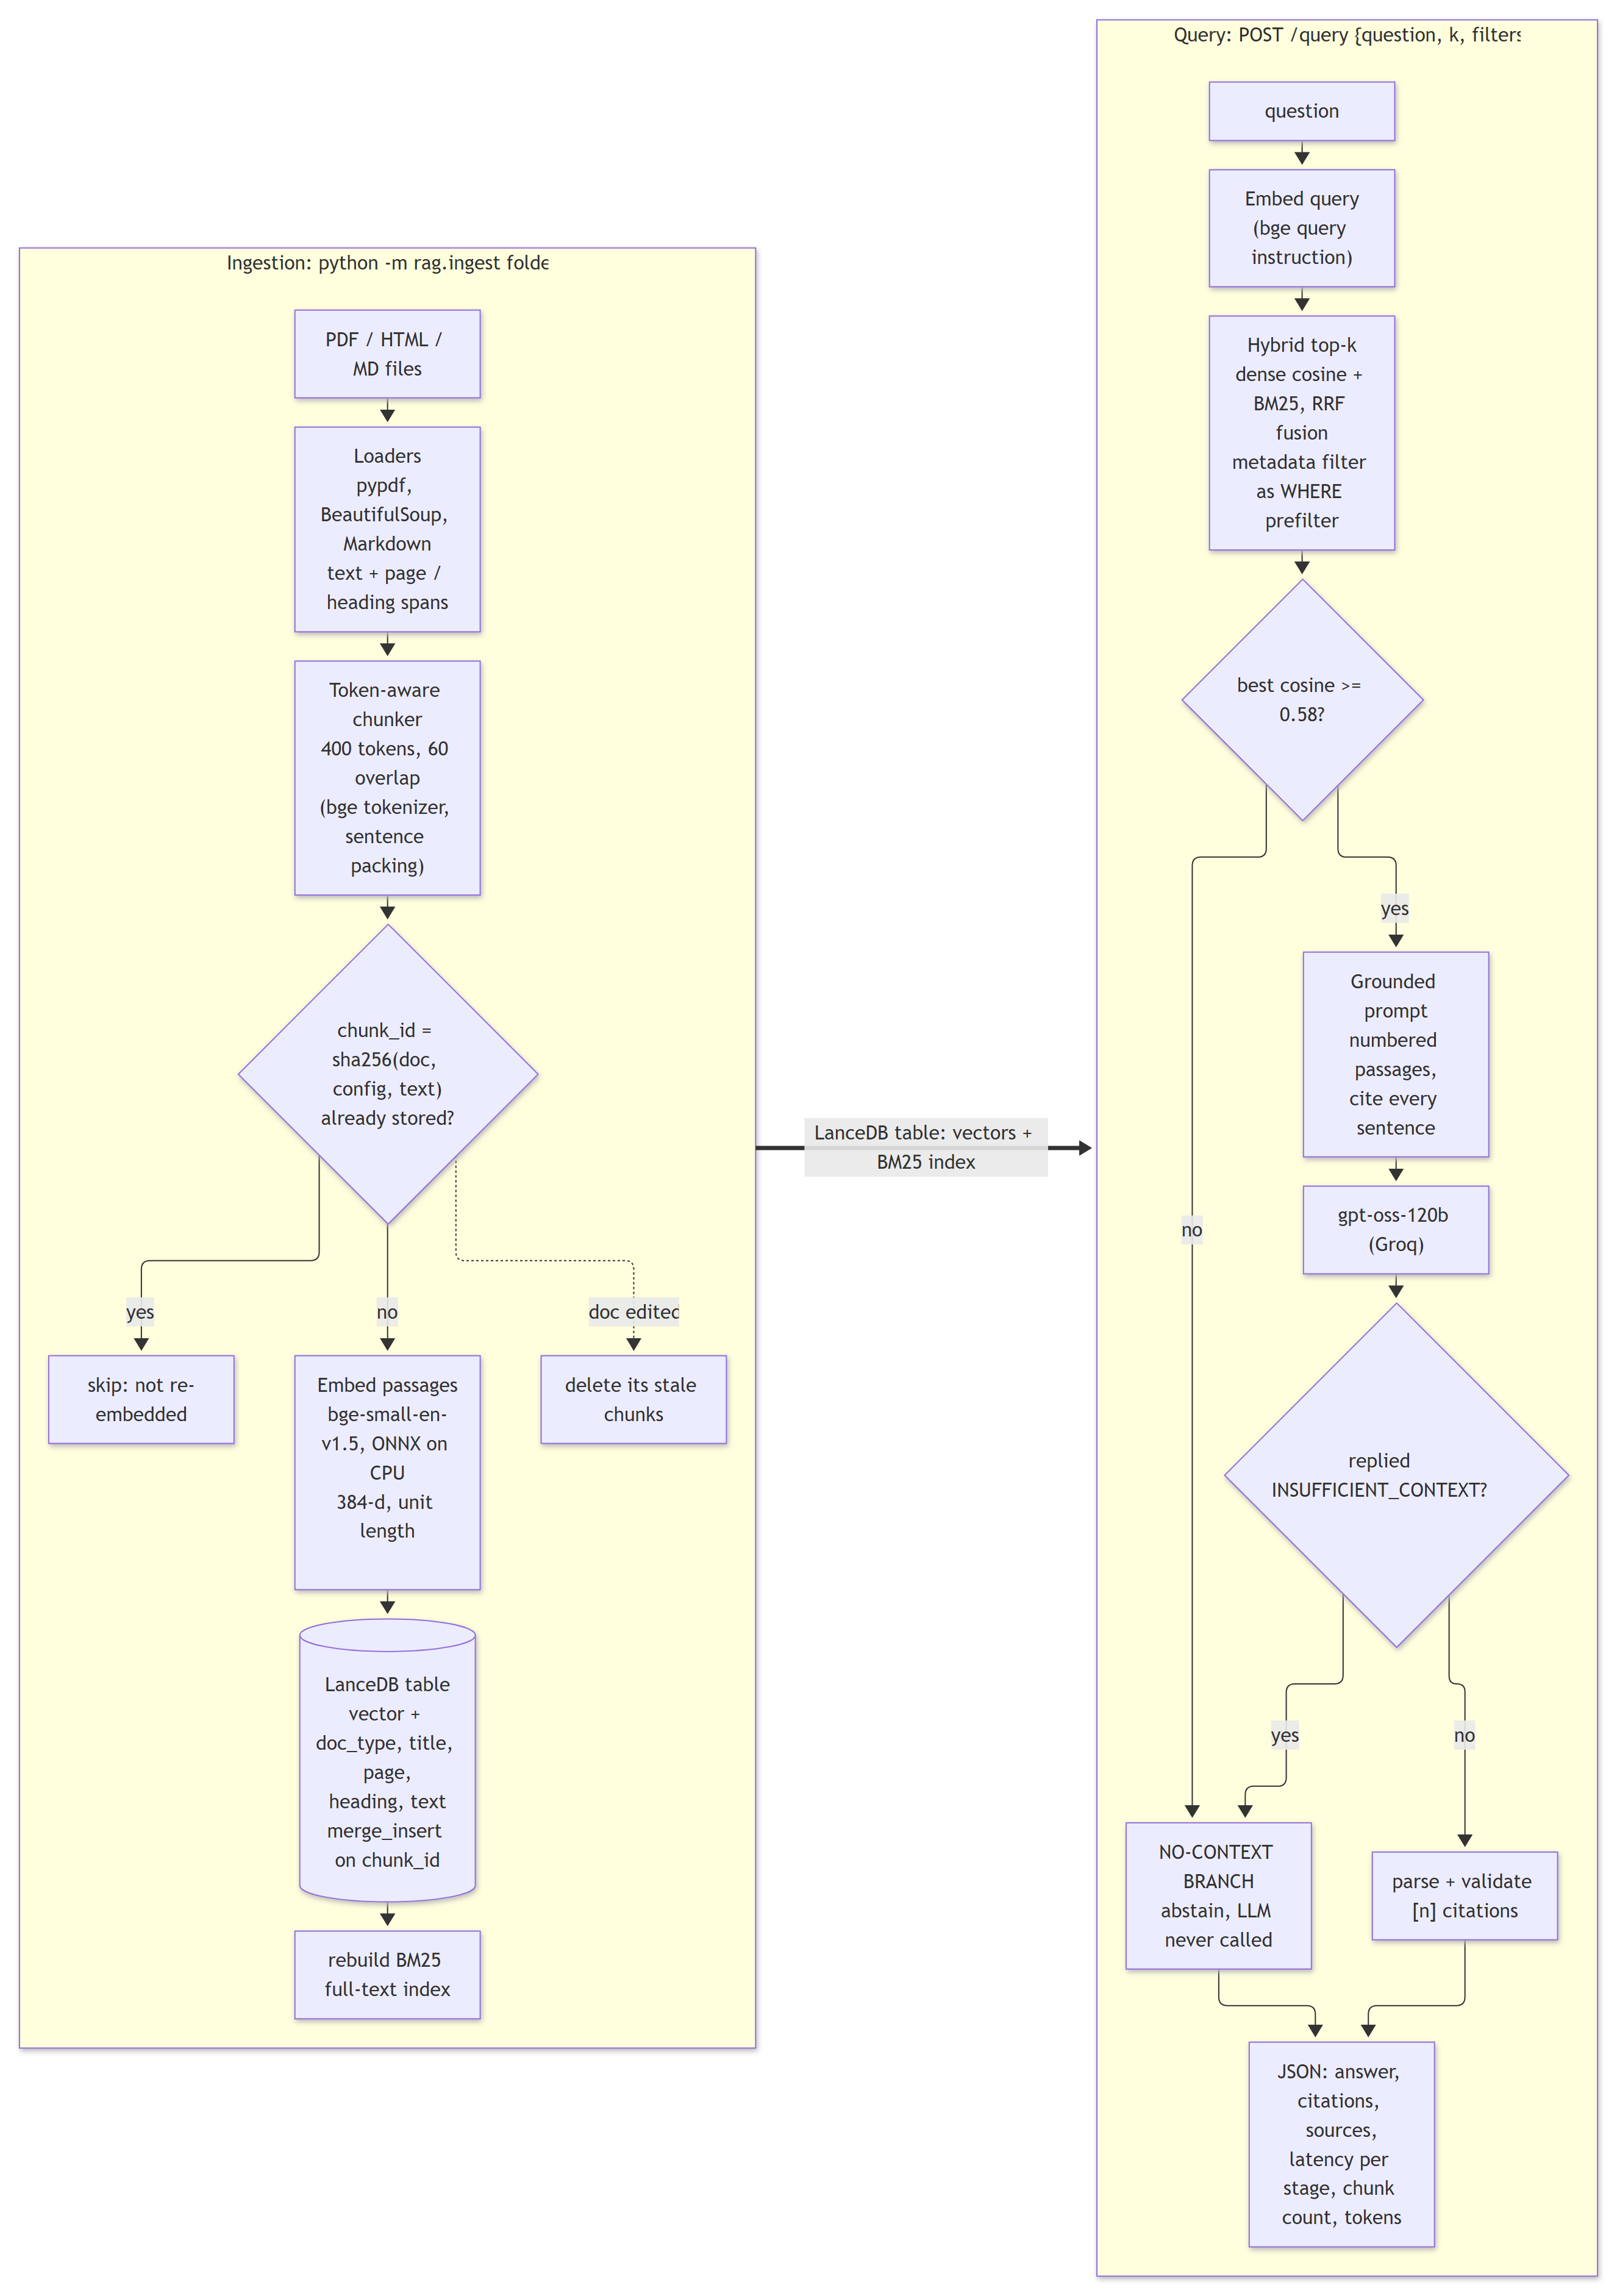 Ingestion: python -m rag.ingest folde
PDF / HTML /
MD files
Loaders
pypdf,
BeautifulSoup,
Markdown
text + page /
heading spans
Token-aware
chunker
400 tokens, 60
overlap
(bge tokenizer,
sentence
packing)
chunk_id =
sha256(doc,
config, text)
already stored?
yes
no
doc edited
skip: not re-
embedded
Embed passages
bge-small-en-
v1.5, ONNX on
CPU
384-d, unit
length
delete its stale
chunks
LanceDB table
vector +
doc_type, title,
page,
heading, text
merge_insert
on chunk_id
rebuild BM25
full-text index
LanceDB table: vectors +
BM25 index
Query: POST /query {question, k, filters
question
Embed query
(bge query
instruction)
Hybrid top-k
dense cosine +
BM25, RRF
fusion
metadata filter
as WHERE
prefilter
best cosine >=
0.58?
yes
Grounded
prompt
numbered
passages,
cite every
sentence
gpt-oss-120b
(Groq)
no
replied
INSUFFICIENT_CONTEXT?
yes
no
NO-CONTEXT
BRANCH
abstain, LLM
never called
parse + validate
[n] citations
JSON: answer,
citations,
sources,
latency per
stage, chunk
count, tokens